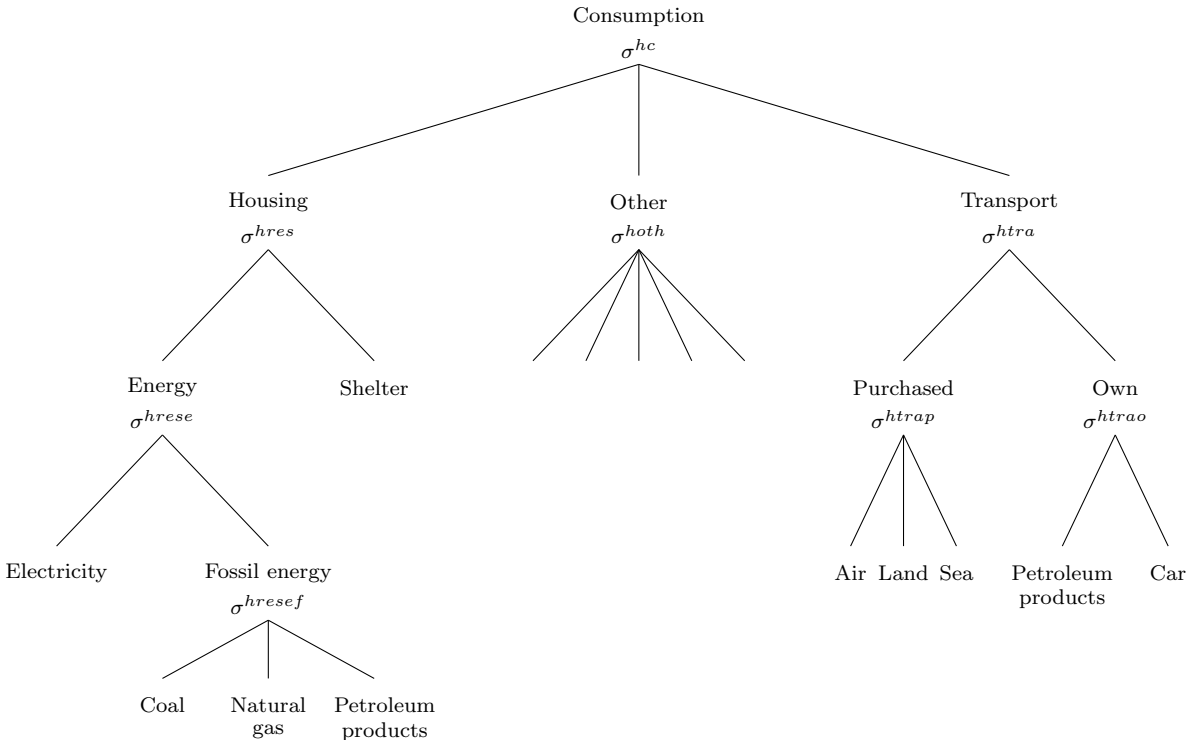 Consumption
σ^{hc}
Housing
Other
Transport
σ^{hres}
σ^{hoth}
σ^{htra}
Energy
Shelter
Purchased
Own
σ^{hrese}
σ^{htrap}
σ^{htrao}
Electricity
Fossil energy
Air
Land
Sea
Petroleum
products
Car
σ^{hresef}
Coal
Natural
gas
Petroleum
products